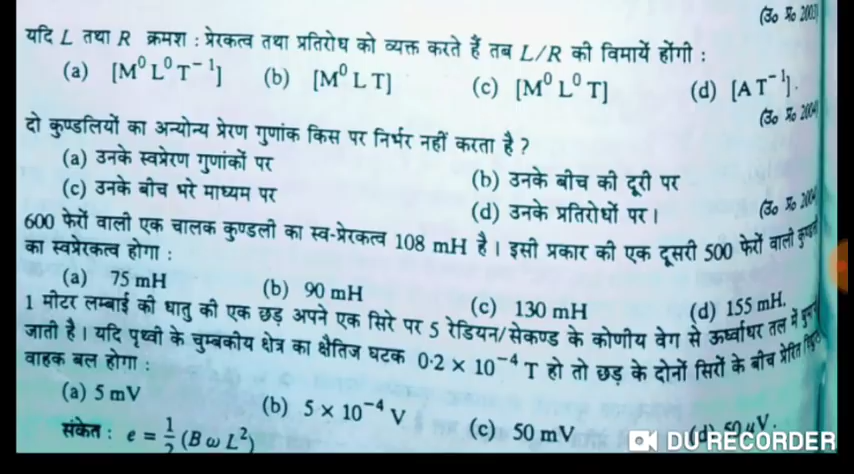 (उ० प्र० 2003)
यदि L तथा R क्रमश : प्रेरकत्व तथा प्रतिरोध को व्यक्त करते हैं तब L/R की विमायें होंगी :
(a) [M⁰L⁰T⁻¹] (b) [M⁰LT] (c) [M⁰L⁰T] (d) [AT⁻¹].
(उ० प्र० 2004)
दो कुण्डलियों का अन्योन्य प्रेरण गुणांक किस पर निर्भर नहीं करता है ?
(a) उनके स्वप्रेरण गुणांकों पर (b) उनके बीच की दूरी पर
(c) उनके बीच भरे माध्यम पर (d) उनके प्रतिरोधों पर।
(उ० प्र० 2004)
600 फेरों वाली एक चालक कुण्डली का स्व-प्रेरकत्व 108 mH है। इसी प्रकार की एक दूसरी 500 फेरों वाली
का स्वप्रेरकत्व होगा :
(a) 75 mH (b) 90 mH (c) 130 mH (d) 155 mH.
1 मीटर लम्बाई की धातु की एक छड़ अपने एक सिरे पर 5 रेडियन/सेकण्ड के कोणीय वेग से ऊर्ध्वाधर तल में
जाती है। यदि पृथ्वी के चुम्बकीय क्षेत्र का क्षैतिज घटक 0·2 × 10⁻⁴ T हो तो छड़ के दोनों सिरों के बीच प्रेरित
वाहक बल होगा :
(a) 5 mV (b) 5 × 10⁻⁴ V (c) 50 mV (d) 50 μV.
संकेत : e = 1/2 (B ω L²)
DU RECORDER